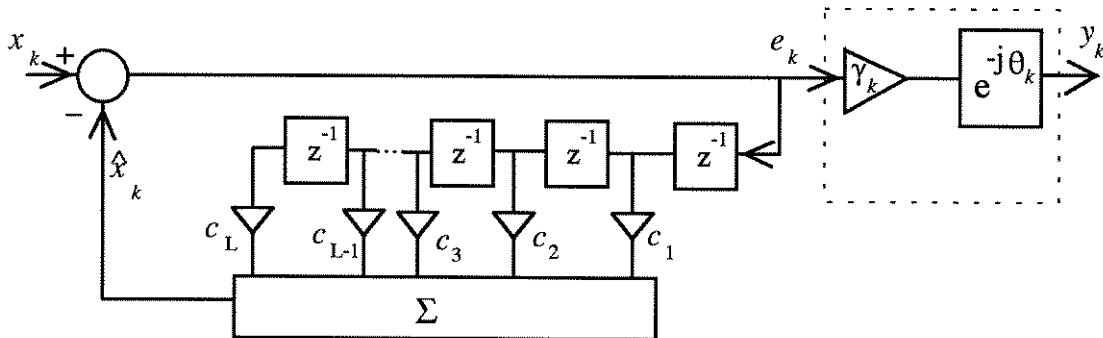 x_k + e_k γ_k e^{-jθ_k} y_k
−
x̂_k z^{-1} ... z^{-1} z^{-1} z^{-1}
c_L c_{L-1} c_3 c_2 c_1
Σ